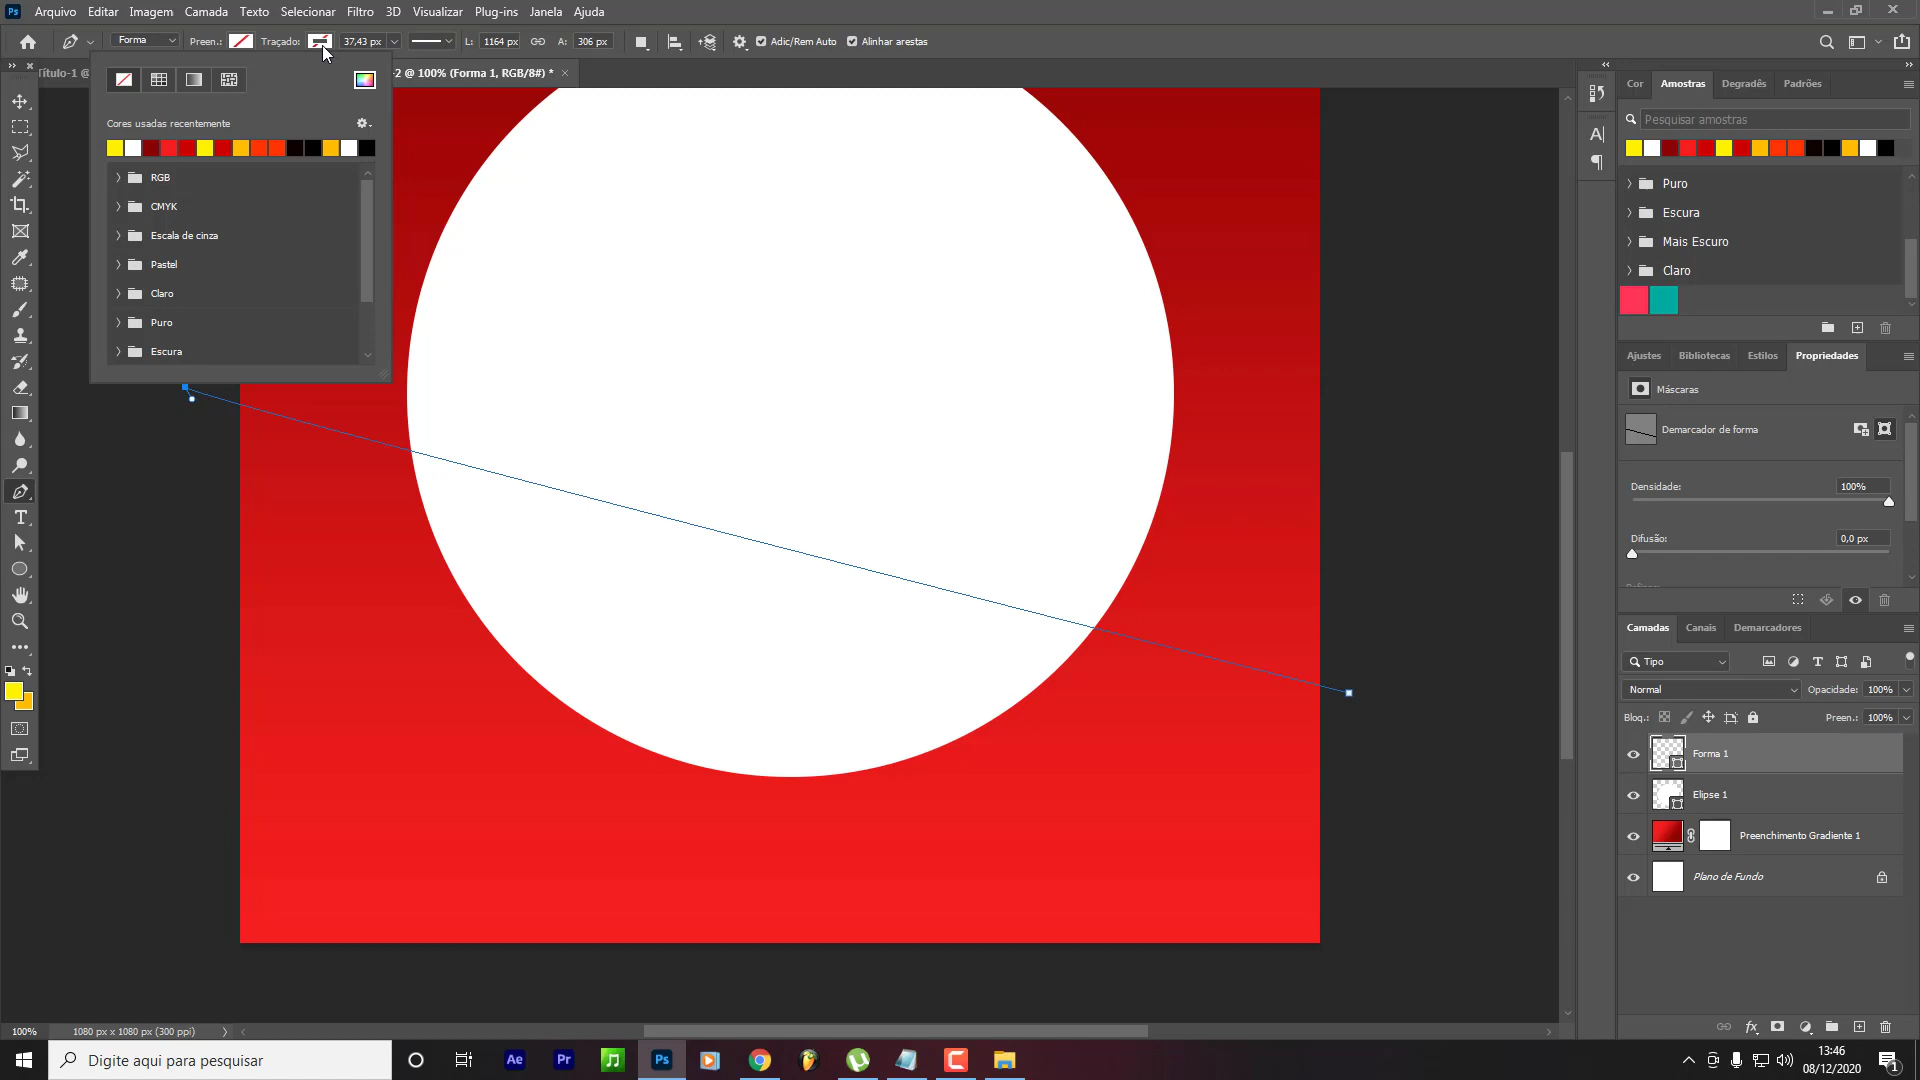 Ps Arquivo Editar Imagem Camada Texto Selecionar Filtro 3D Visualizar Plug-ins Janela Ajuda
Forma Preen.: Traçado: 37,43 px L: 1164 px A: 306 px Adic/Rem Auto Alinhar arestas
-2 @ 100% (Forma 1, RGB/8#) * ×
Cores usadas recentemente
RGB
CMYK
Escala de cinza
Pastel
Claro
Puro
Escura
Cor Amostras Degradês Padrões
Pesquisar amostras
Puro
Escura
Mais Escuro
Claro
Ajustes Bibliotecas Estilos Propriedades
Máscaras
Demarcador de forma
Densidade: 100%
Difusão: 0,0 px
Camadas Canais Demarcadores
Tipo
Normal Opacidade: 100%
Bloq.: Preen.: 100%
Forma 1
Elipse 1
Preenchimento Gradiente 1
Plano de Fundo
100% 1080 px x 1080 px (300 ppi)
Digite aqui para pesquisar
Ae Pr Ps
13:46
08/12/2020
1